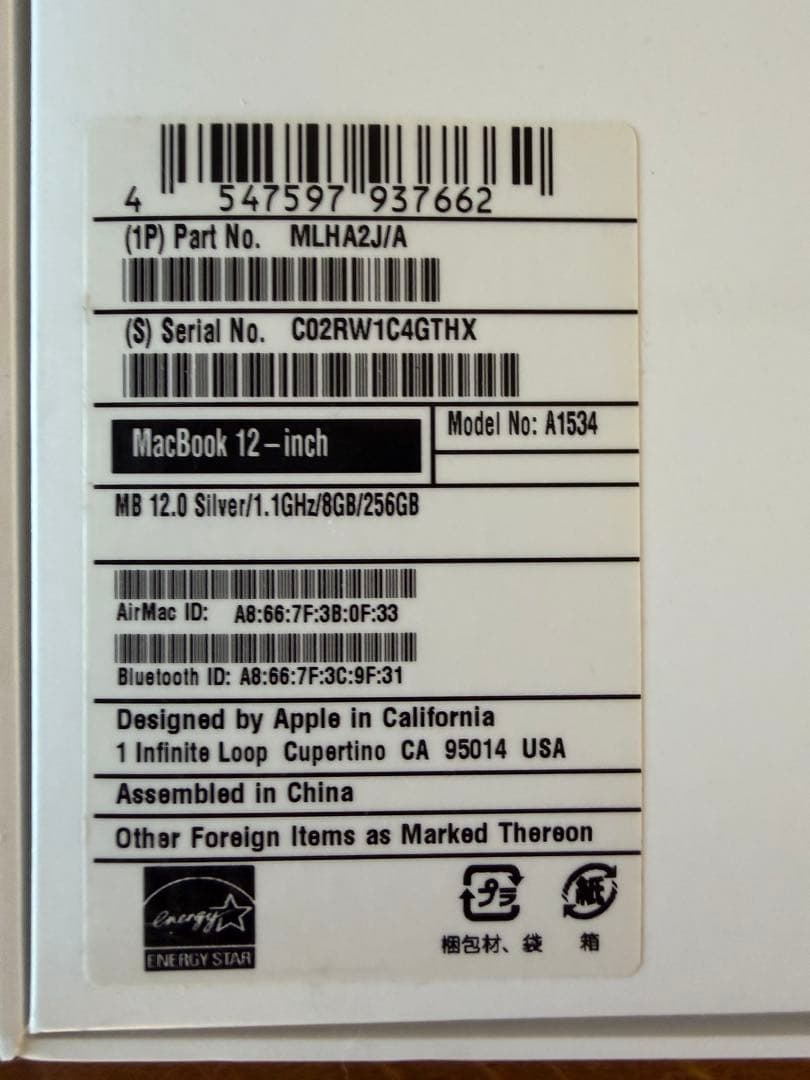 4 547597 937662
(1P) Part No. MLHA2J/A
(S) Serial No. C02RW1C4GTHX
MacBook 12-inch
Model No: A1534
MB 12.0 Silver/1.1GHz/8GB/256GB
AirMac ID: A8:66:7F:3B:0F:33
Bluetooth ID: A8:66:7F:3C:9F:31
Designed by Apple in California
1 Infinite Loop Cupertino CA 95014 USA
Assembled in China
Other Foreign Items as Marked Thereon
energy
ENERGY STAR
プラ
紙
梱包材、袋
箱